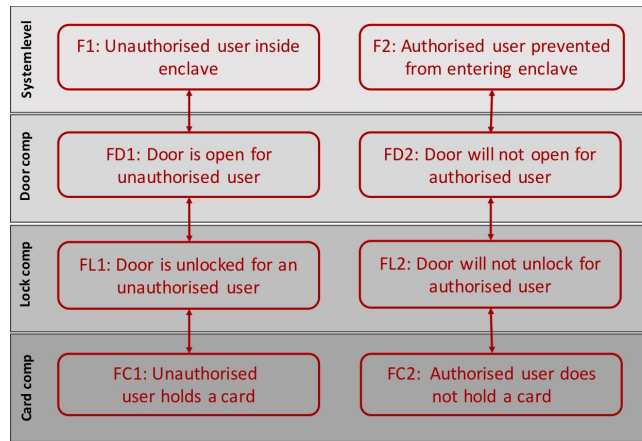 System level
F1: Unauthorised user inside
enclave
F2: Authorised user prevented
from entering enclave
Door comp
FD1: Door is open for
unauthorised user
FD2: Door will not open for
authorised user
Lock comp
FL1: Door is unlocked for an
unauthorised user
FL2: Door will not unlock for
authorised user
Card comp
FC1: Unauthorised
user holds a card
FC2: Authorised user does
not hold a card